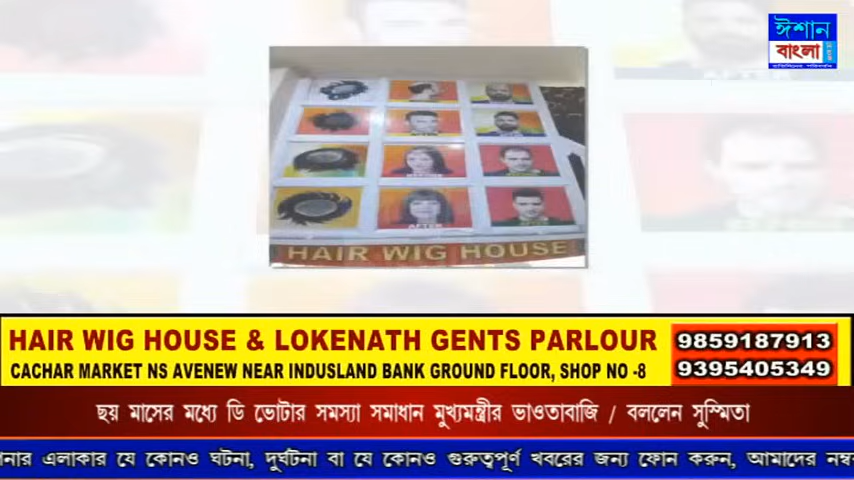 ঈশান
বাংলা
AFTER
HAIR WIG HOUSE
HAIR WIG HOUSE & LOKENATH GENTS PARLOUR
9859187913
CACHAR MARKET NS AVENEW NEAR INDUSLAND BANK GROUND FLOOR, SHOP NO -8
9395405349
ছয় মাসের মধ্যে ডি ভোটার সমস্যা সমাধান মুখ্যমন্ত্রীর ভাওতাবাজি / বললেন সুস্মিতা
নার এলাকার যে কোনও ঘটনা, দুর্ঘটনা বা যে কোনও গুরুত্বপূর্ণ খবরের জন্য ফোন করুন, আমাদের নম্বর